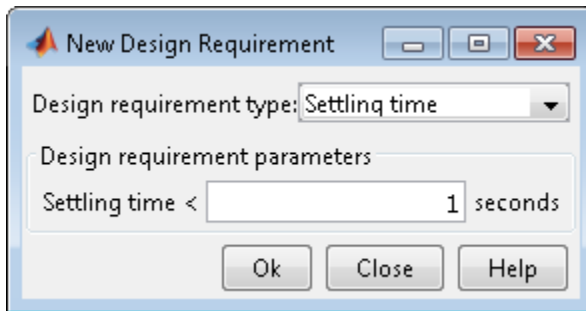 New Design Requirement
Design requirement type: Settling time
Design requirement parameters
Settling time < 1 seconds
Ok Close Help